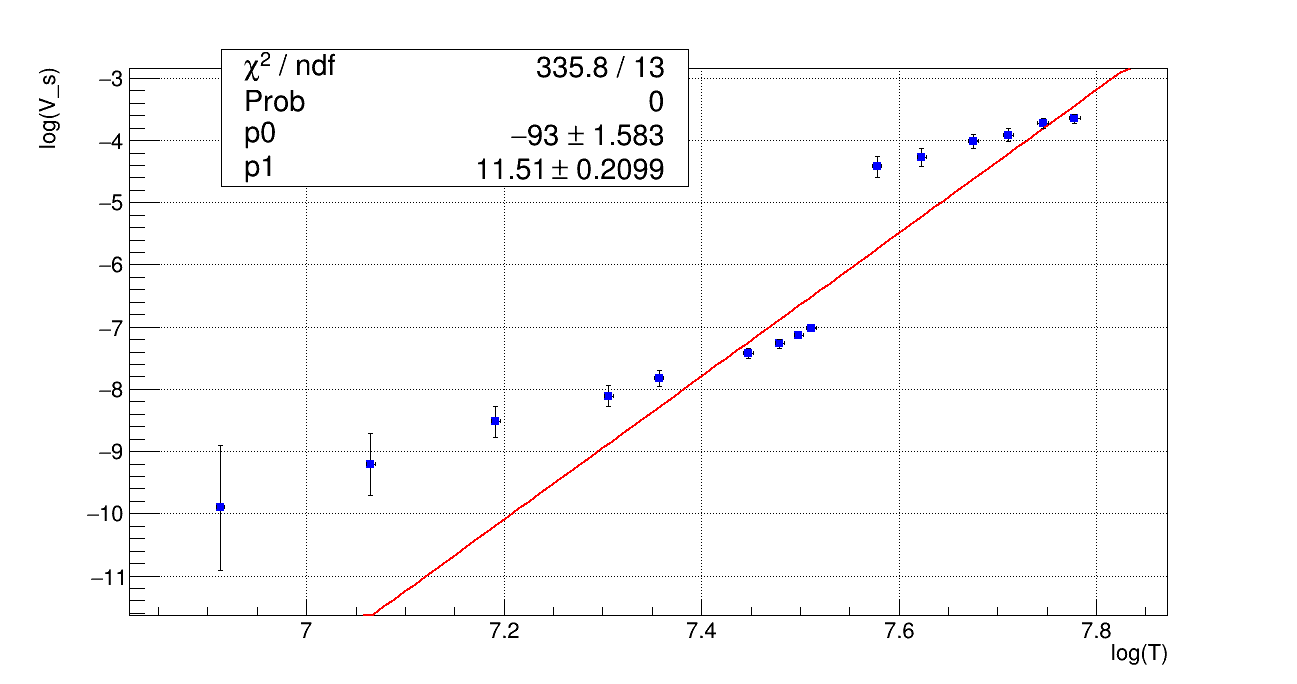 χ² / ndf 335.8 / 13
Prob 0
p0 −93 ± 1.583
p1 11.51 ± 0.2099
log(V_s)
−3
−4
−5
−6
−7
−8
−9
−10
−11
7 7.2 7.4 7.6 7.8
log(T)